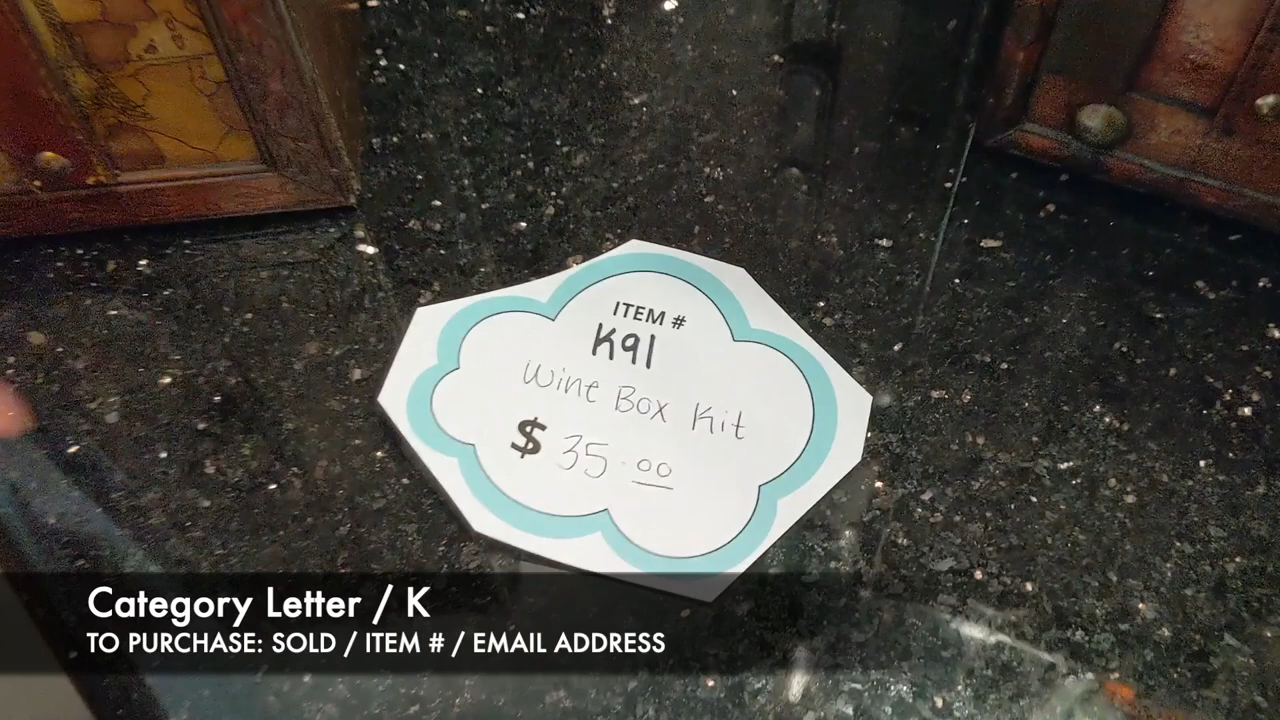 ITEM #
K91
Wine Box Kit
$ 35.00
Category Letter / K
TO PURCHASE: SOLD / ITEM # / EMAIL ADDRESS